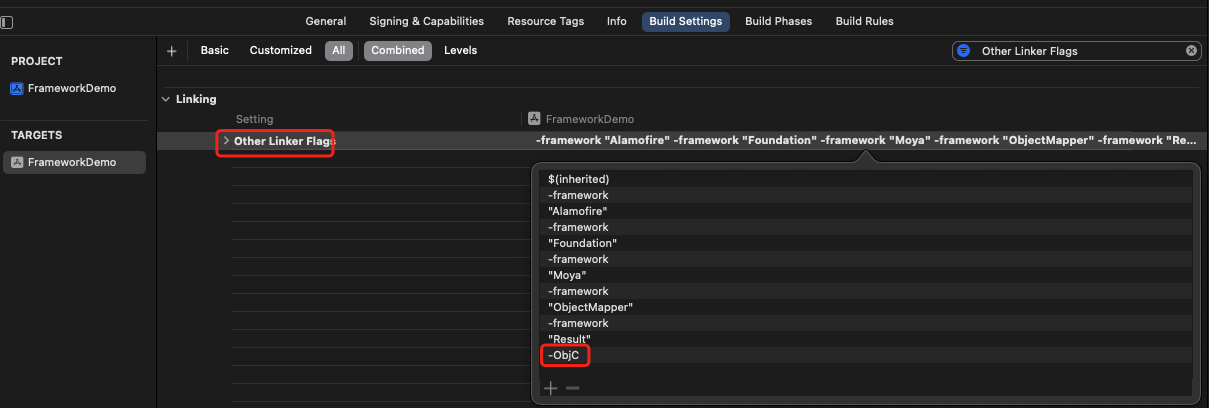 General Signing & Capabilities Resource Tags Info Build Settings Build Phases Build Rules
Basic Customized All Combined Levels Other Linker Flags
PROJECT
FrameworkDemo
TARGETS
FrameworkDemo
Linking
Setting FrameworkDemo
Other Linker Flags -framework "Alamofire" -framework "Foundation" -framework "Moya" -framework "ObjectMapper" -framework "Re...
$(inherited)
-framework
"Alamofire"
-framework
"Foundation"
-framework
"Moya"
-framework
"ObjectMapper"
-framework
"Result"
-ObjC